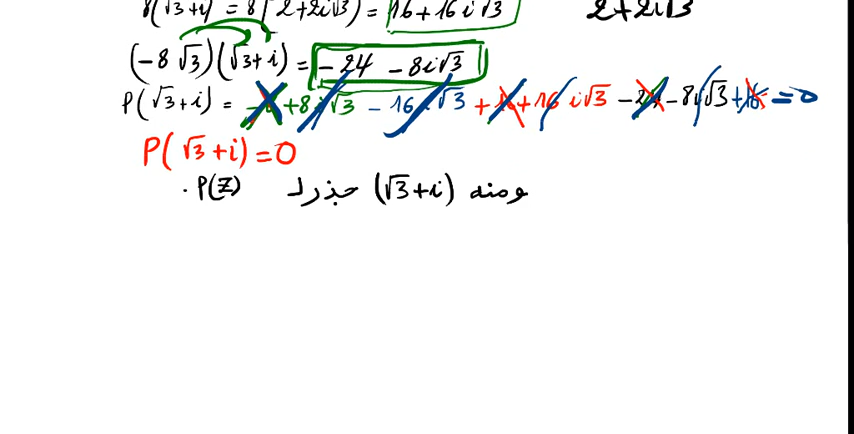 8(√3+i)² = 8(2+2i√3) = 16+16i√3 2+2i√3
(-8√3)(√3+i) = -24 - 8i√3
P(√3+i) = +8i√3 - 16i√3 + 16 + 16i√3 - 24 - 8i√3 + 16 = 0
P(√3+i) = 0
ومنه (√3+i) جذر لـ P(Z) .